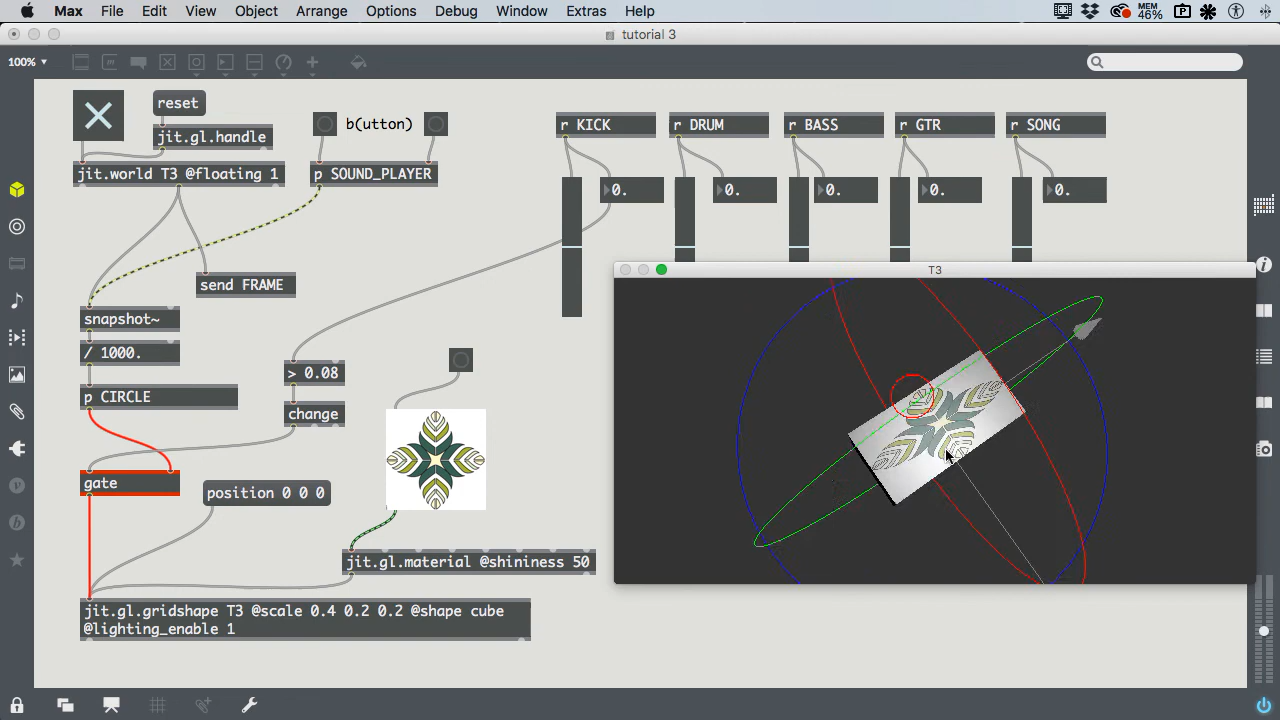 Max File Edit View Object Arrange Options Debug Window Extras Help
MEM
46%
P
tutorial 3
100%
reset
jit.gl.handle
jit.world T3 @floating 1
b(utton)
p SOUND_PLAYER
send FRAME
r KICK
r DRUM
r BASS
r GTR
r SONG
0.
0.
0.
0.
0.
T3
snapshot~
/ 1000.
p CIRCLE
gate
> 0.08
change
position 0 0 0
jit.gl.material @shininess 50
jit.gl.gridshape T3 @scale 0.4 0.2 0.2 @shape cube
@lighting_enable 1